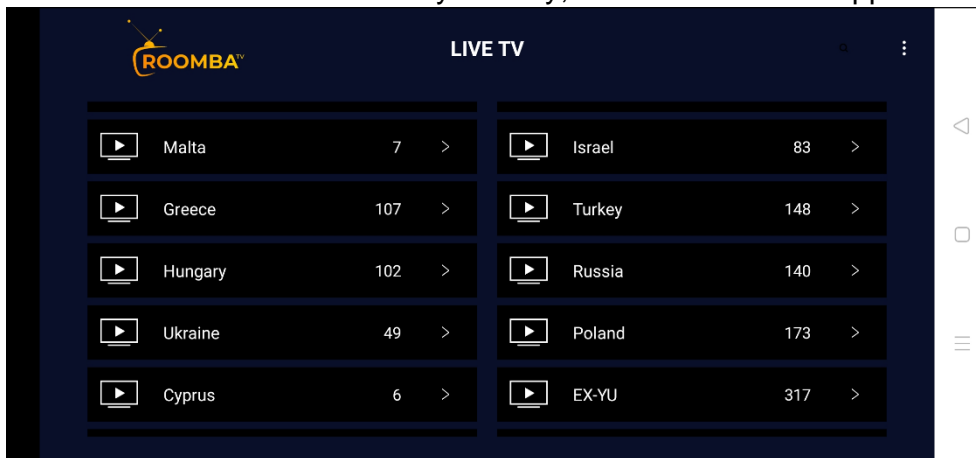 ROOMBA TV
LIVE TV
Malta 7 >
Israel 83 >
Greece 107 >
Turkey 148 >
Hungary 102 >
Russia 140 >
Ukraine 49 >
Poland 173 >
Cyprus 6 >
EX-YU 317 >